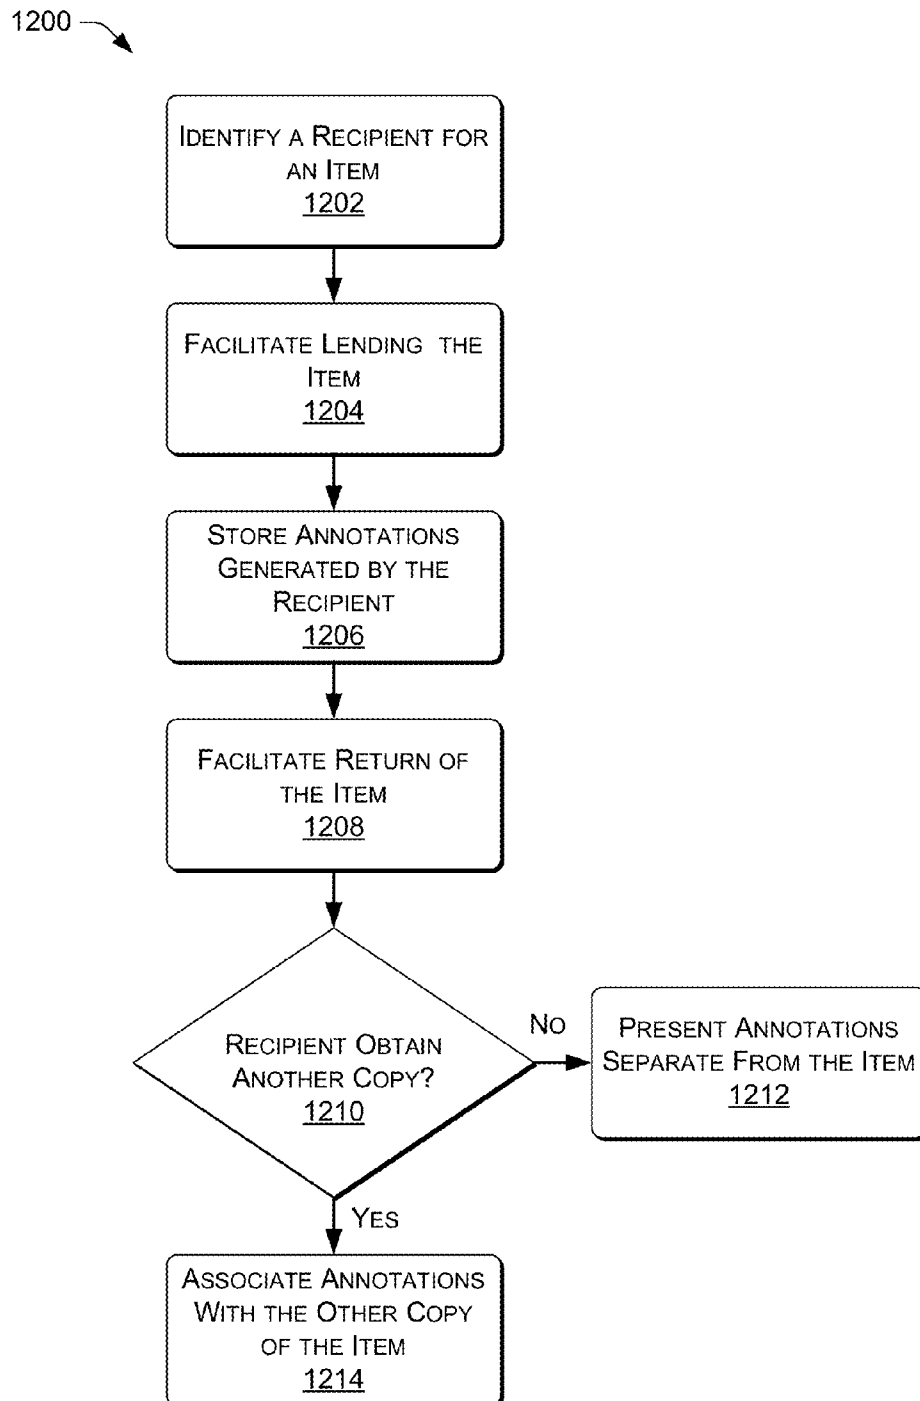 1200
IDENTIFY A RECIPIENT FOR
AN ITEM
1202
FACILITATE LENDING THE
ITEM
1204
STORE ANNOTATIONS
GENERATED BY THE
RECIPIENT
1206
FACILITATE RETURN OF
THE ITEM
1208
RECIPIENT OBTAIN
ANOTHER COPY?
1210
NO
PRESENT ANNOTATIONS
SEPARATE FROM THE ITEM
1212
YES
ASSOCIATE ANNOTATIONS
WITH THE OTHER COPY
OF THE ITEM
1214